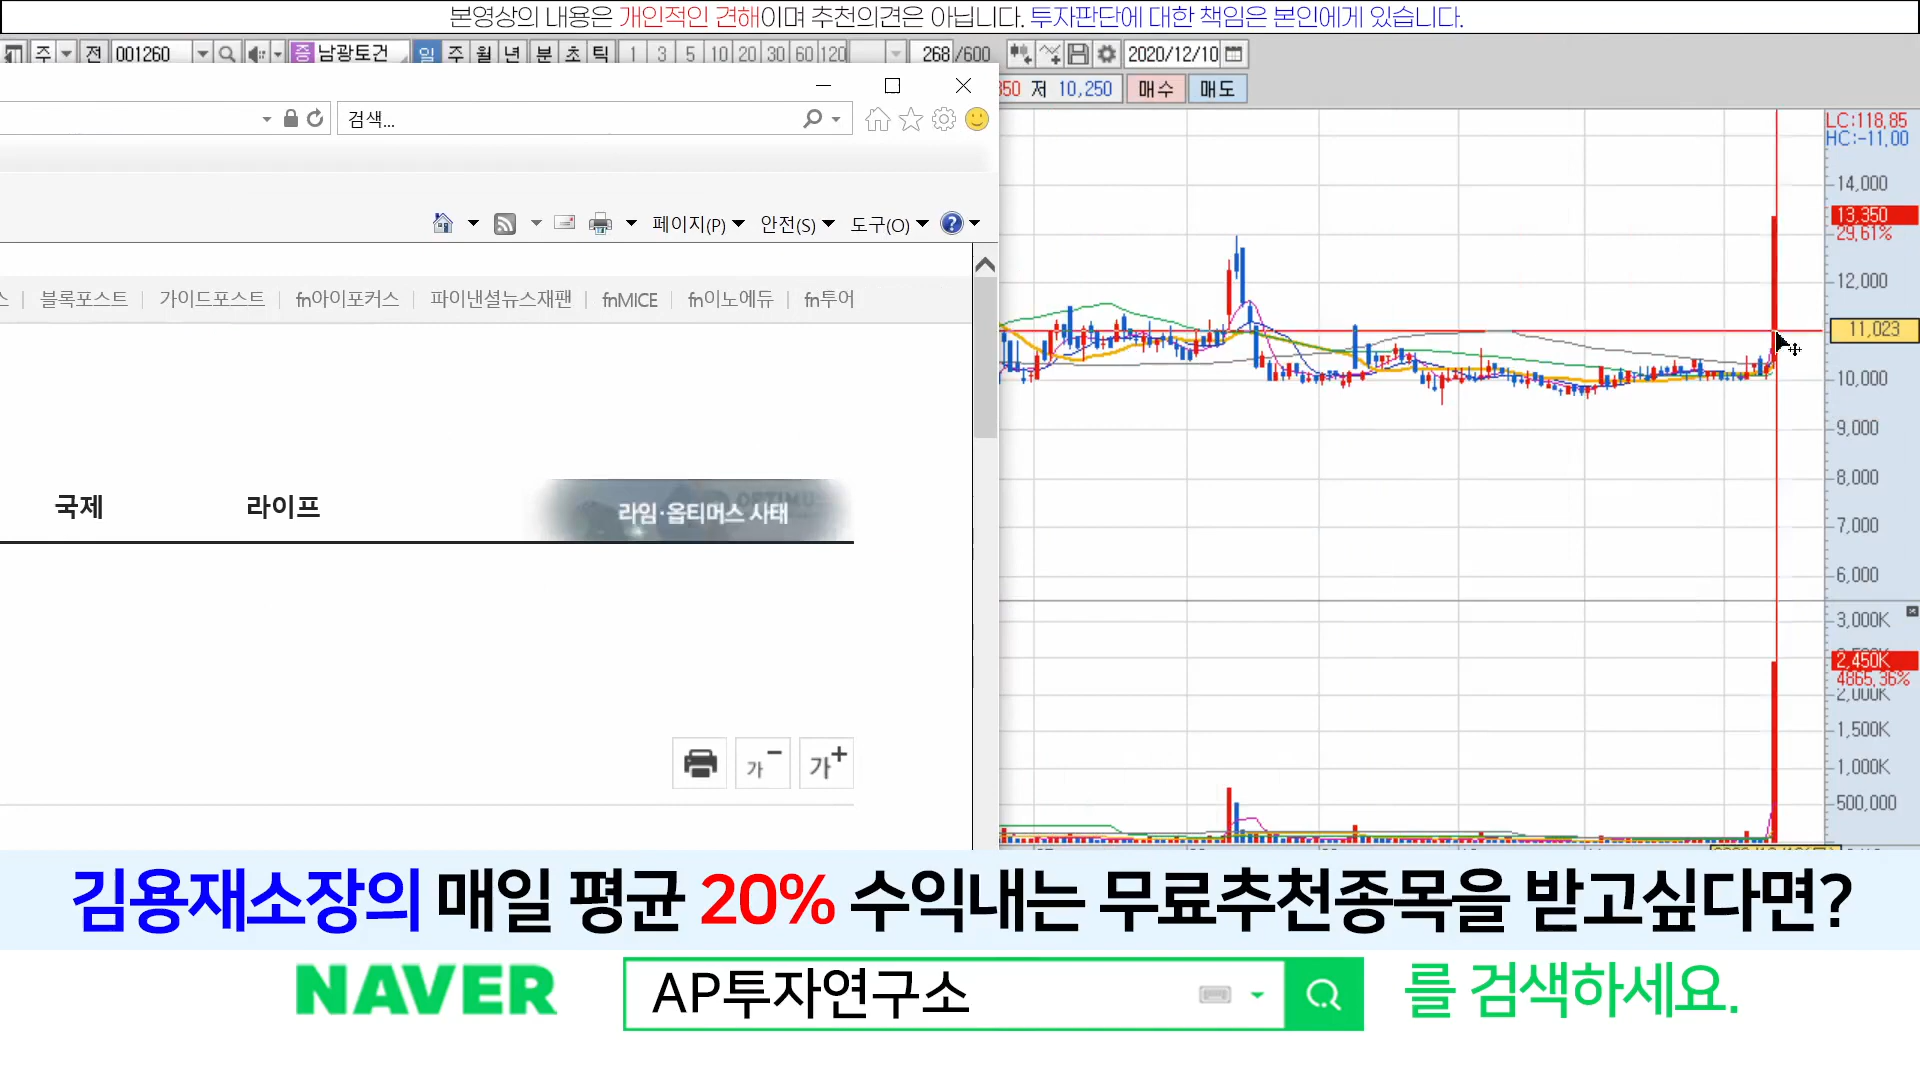 본영상의 내용은 개인적인 견해이며 추천의견은 아닙니다. 투자판단에 대한 책임은 본인에게 있습니다.
주 전 001260 증 남광토건 일 주 월 년 분 초 틱 1 3 5 10 20 30 60 120 268 /600 2020/12/10
350 저 10,250 매수 매도
검색...
LC:118,85
HC:-11,00
페이지(P) 안전(S) 도구(O)
블록포스트 가이드포스트 fn아이포커스 파이낸셜뉴스재팬 fnMICE fn이노에듀 fn투어
14,000
13,350
29,61%
12,000
11,023
10,000
9,000
8,000
7,000
6,000
국제 라이프 라임·옵티머스 사태
3,000K
2,450K
4865,36%
2,000K
1,500K
1,000K
500,000
가- 가+
김용재소장의 매일 평균 20% 수익내는 무료추천종목을 받고싶다면?
NAVER AP투자연구소 를 검색하세요.